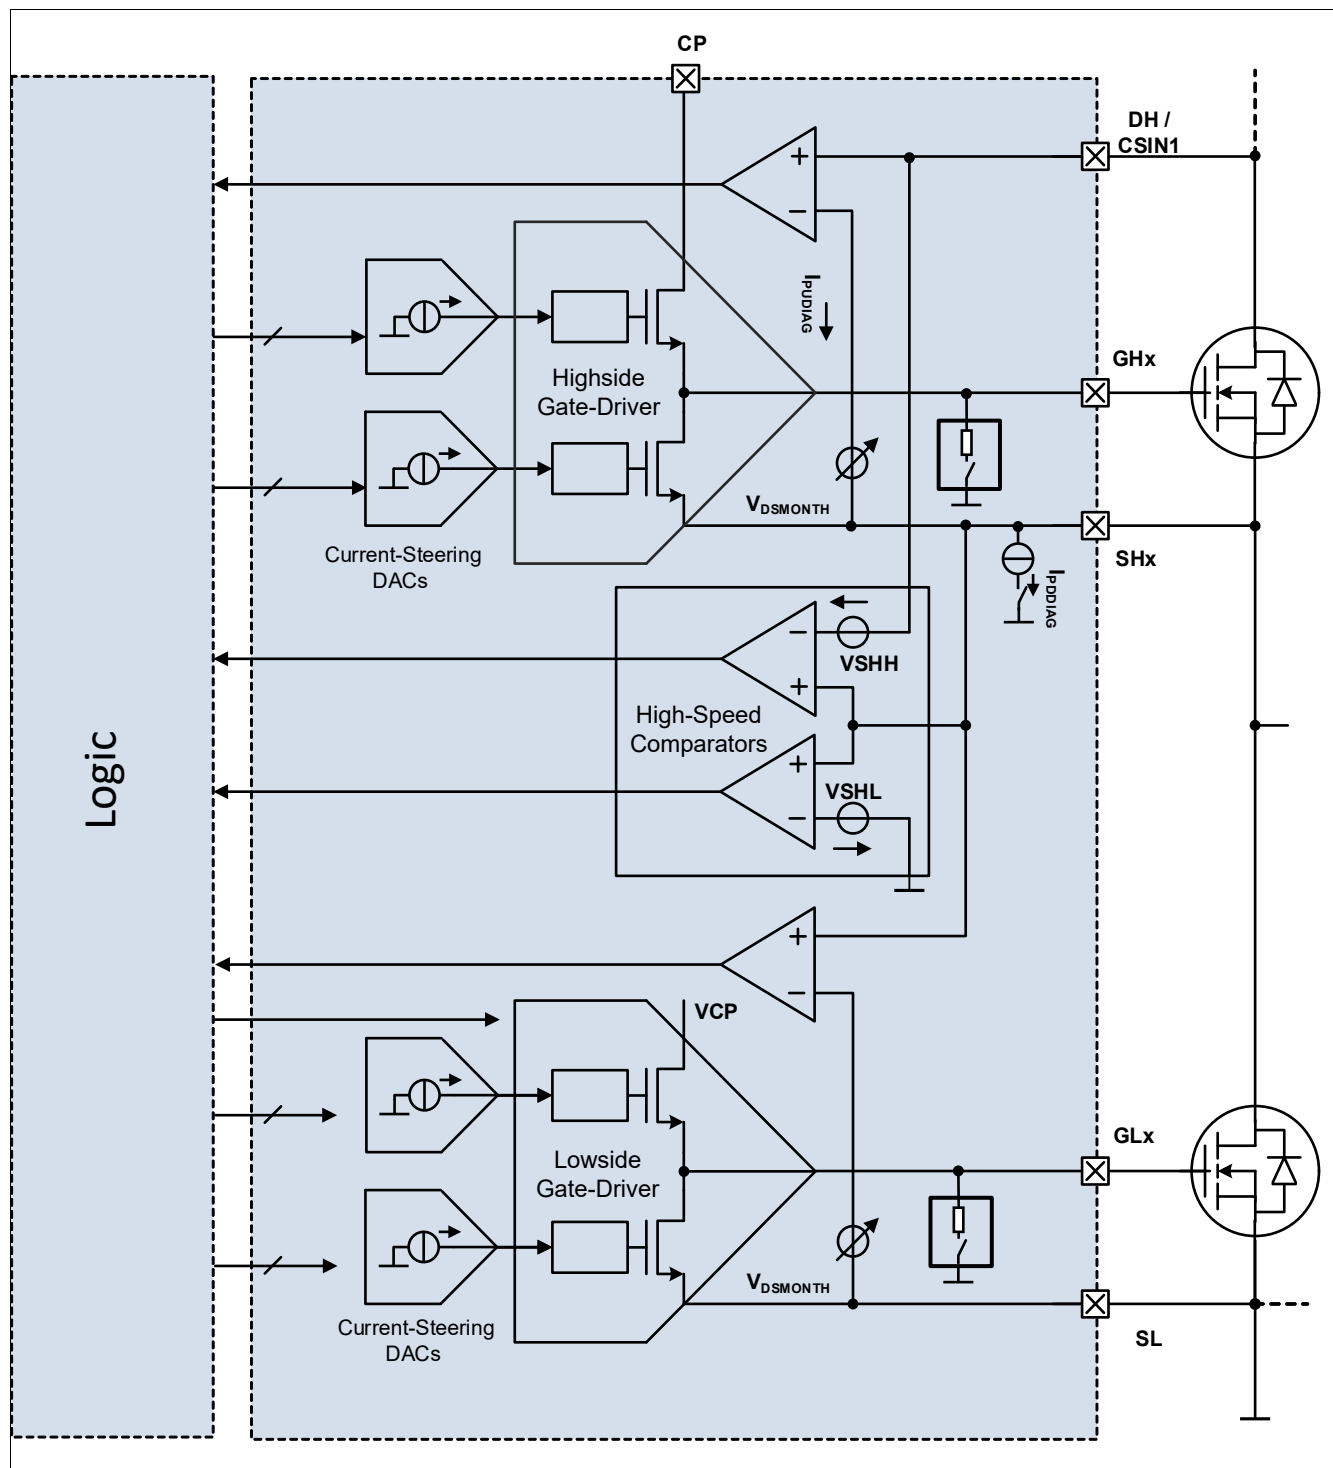 CP
DH /
CSIN1
IPUDIAG
GHx
Highside
Gate-Driver
VDSMONTH
SHx
Current-Steering
DACs
IPDDIAG
VSHH
High-Speed
Comparators
Logic
VSHL
VCP
GLx
Lowside
Gate-Driver
VDSMONTH
Current-Steering
DACs
SL